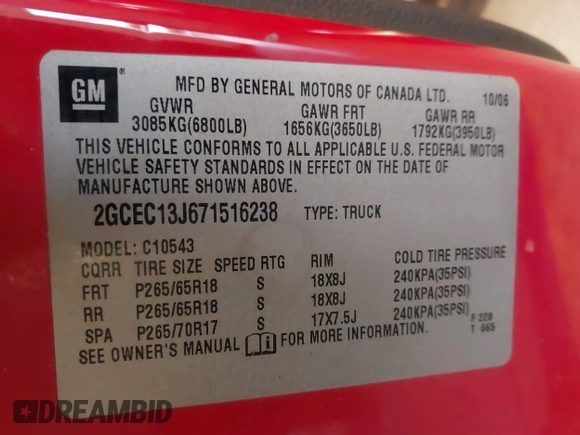 GM
MFD BY GENERAL MOTORS OF CANADA LTD. 10/06
GVWR GAWR FRT GAWR RR
3085KG(6800LB) 1656KG(3650LB) 1792KG(3950LB)
THIS VEHICLE CONFORMS TO ALL APPLICABLE U.S. FEDERAL MOTOR
VEHICLE SAFETY STANDARDS IN EFFECT ON THE DATE OF
MANUFACTURE SHOWN ABOVE.
2GCEC13J671516238 TYPE: TRUCK
MODEL: C10543
CQRR TIRE SIZE SPEED RTG RIM COLD TIRE PRESSURE
FRT P265/65R18 S 18X8J 240KPA(35PSI)
RR P265/65R18 S 18X8J 240KPA(35PSI)
SPA P265/70R17 S 17X7.5J 240KPA(35PSI)
F 228
T 665
SEE OWNER'S MANUAL FOR MORE INFORMATION.
DREAMBID